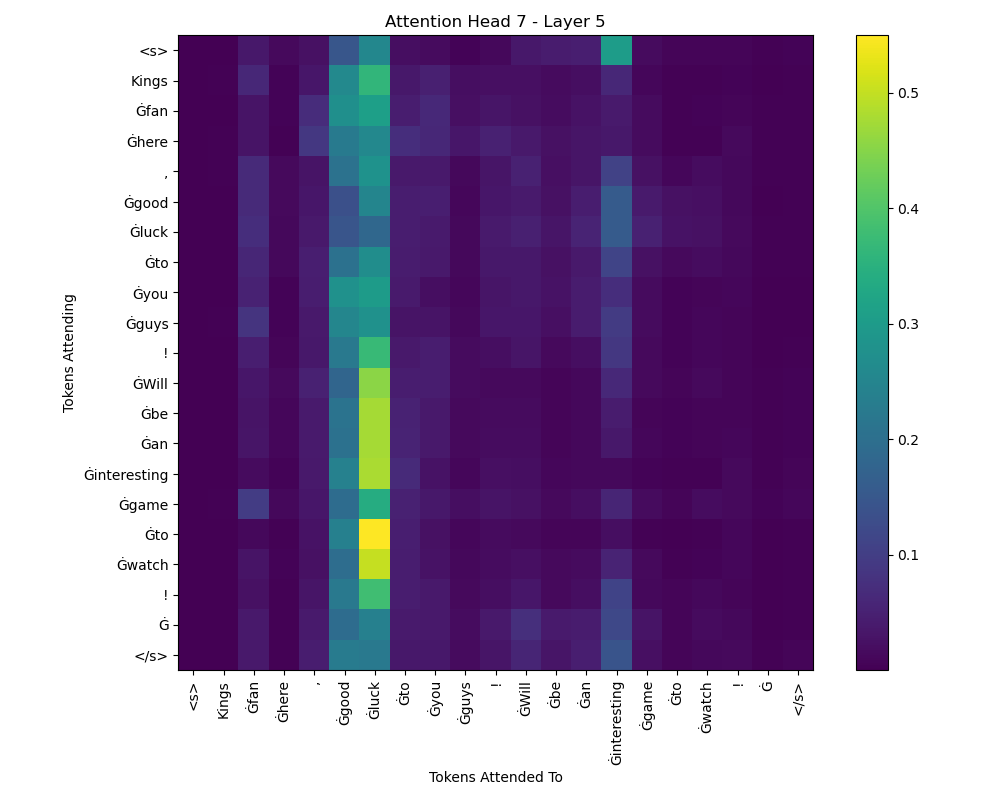 Attention Head 7 - Layer 5
Tokens Attending
<s>
Kings
Ġfan
Ġhere
,
Ġgood
Ġluck
Ġto
Ġyou
Ġguys
!
ĠWill
Ġbe
Ġan
Ġinteresting
Ġgame
Ġto
Ġwatch
!
Ġ
</s>
<s>
Kings
Ġfan
Ġhere
,
Ġgood
Ġluck
Ġto
Ġyou
Ġguys
!
ĠWill
Ġbe
Ġan
Ġinteresting
Ġgame
Ġto
Ġwatch
!
Ġ
</s>
Tokens Attended To
0.5
0.4
0.3
0.2
0.1